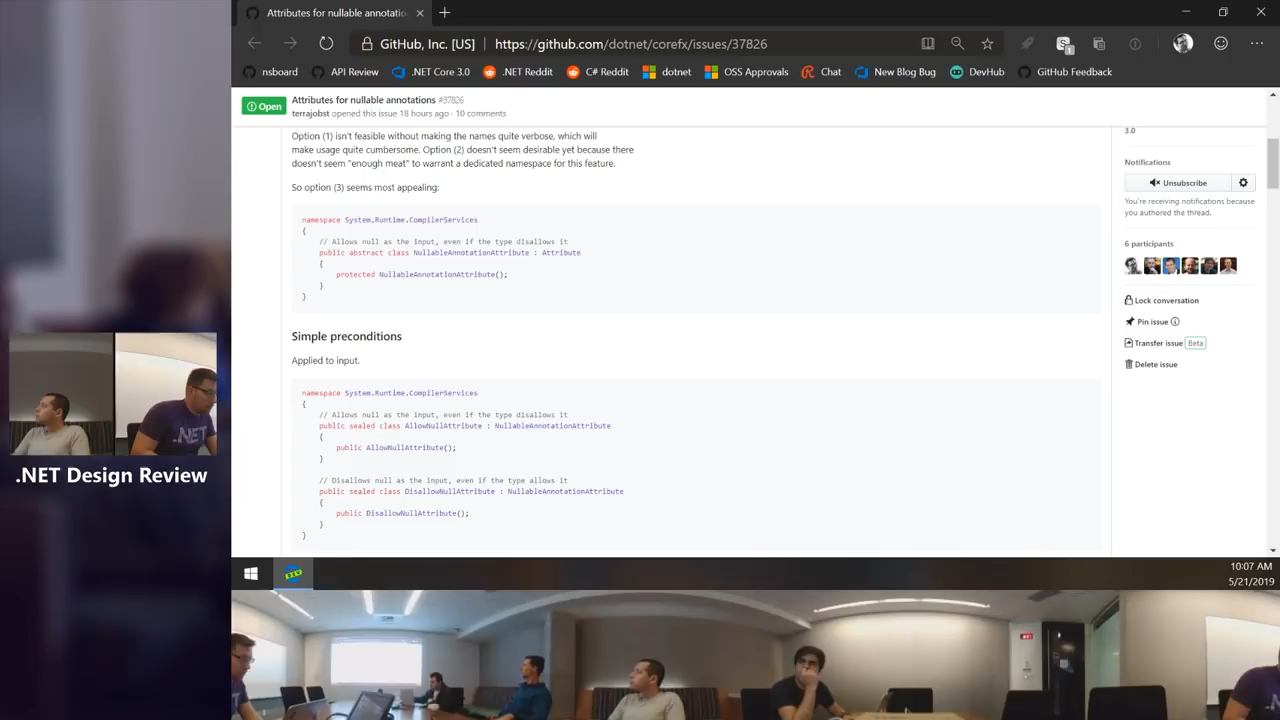 Attributes for nullable annotatio
GitHub, Inc. [US]
https://github.com/dotnet/corefx/issues/37826
1
nsboard
API Review
.NET Core 3.0
.NET Reddit
C# Reddit
dotnet
OSS Approvals
Chat
New Blog Bug
DevHub
GitHub Feedback
Open
Attributes for nullable annotations #37826
terrajobst opened this issue 18 hours ago · 10 comments
Option (1) isn't feasible without making the names quite verbose, which will
make usage quite cumbersome. Option (2) doesn't seem desirable yet because there
doesn't seem "enough meat" to warrant a dedicated namespace for this feature.
So option (3) seems most appealing:
namespace System.Runtime.CompilerServices
{
// Allows null as the input, even if the type disallows it
public abstract class NullableAnnotationAttribute : Attribute
{
protected NullableAnnotationAttribute();
}
}
Simple preconditions
Applied to input.
namespace System.Runtime.CompilerServices
{
// Allows null as the input, even if the type disallows it
public sealed class AllowNullAttribute : NullableAnnotationAttribute
{
public AllowNullAttribute();
}
// Disallows null as the input, even if the type allows it
public sealed class DisallowNullAttribute : NullableAnnotationAttribute
{
public DisallowNullAttribute();
}
}
3.0
Notifications
Unsubscribe
You're receiving notifications because
you authored the thread.
6 participants
Lock conversation
Pin issue
Transfer issue Beta
Delete issue
.NET
.NET Design Review
DEV
10:07 AM
5/21/2019